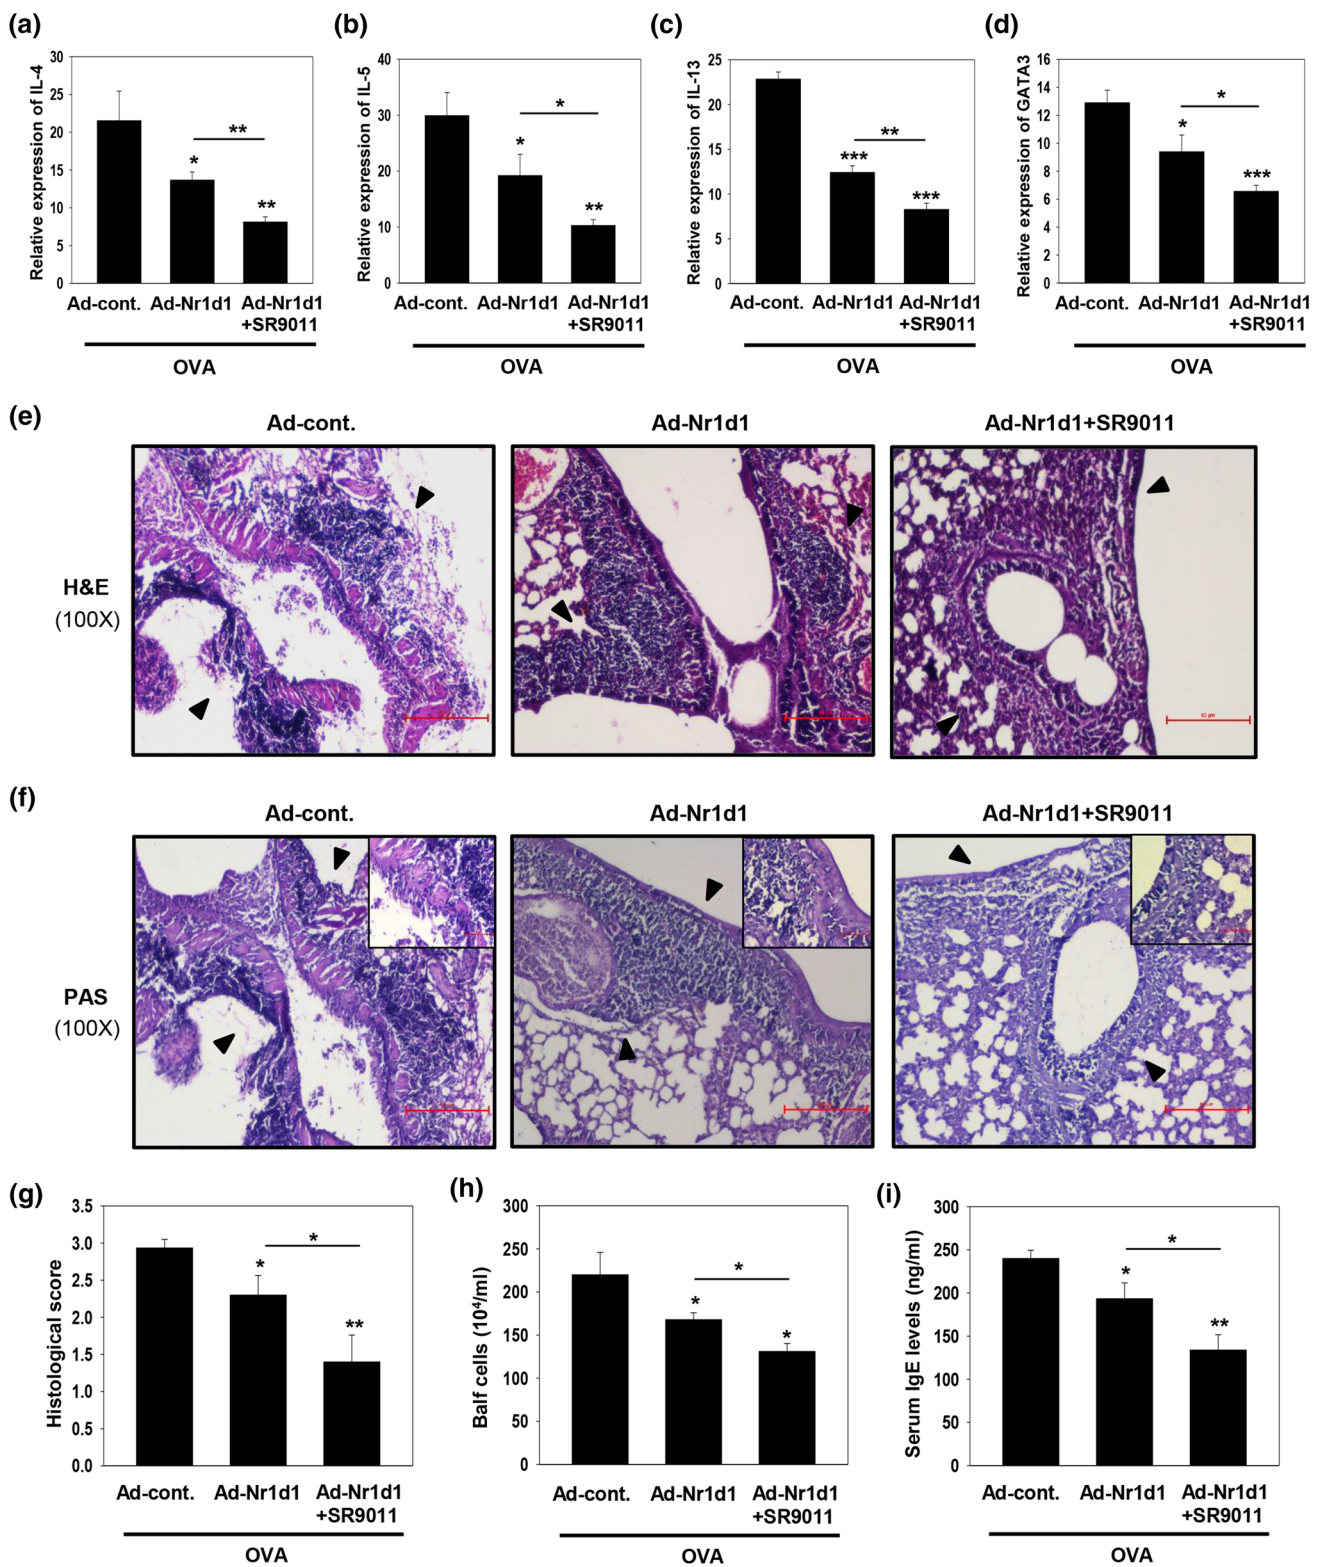 (a)
Relative expression of IL-4
30
25
20
15
10
5
0
*
**
**
Ad-cont. Ad-Nr1d1 Ad-Nr1d1
+SR9011
OVA
(b)
Relative expression of IL-5
40
30
20
10
0
*
*
**
Ad-cont. Ad-Nr1d1 Ad-Nr1d1
+SR9011
OVA
(c)
Relative expression of IL-13
25
20
15
10
5
0
**
***
***
Ad-cont. Ad-Nr1d1 Ad-Nr1d1
+SR9011
OVA
(d)
Relative expression of GATA3
16
14
12
10
8
6
4
2
0
*
*
***
Ad-cont. Ad-Nr1d1 Ad-Nr1d1
+SR9011
OVA
(e)
Ad-cont. Ad-Nr1d1 Ad-Nr1d1+SR9011
H&E
(100X)
(f)
Ad-cont. Ad-Nr1d1 Ad-Nr1d1+SR9011
PAS
(100X)
(g)
Histological score
3.5
3.0
2.5
2.0
1.5
1.0
0.5
0.0
*
*
**
Ad-cont. Ad-Nr1d1 Ad-Nr1d1
+SR9011
OVA
(h)
Balf cells (10⁴/ml)
300
250
200
150
100
50
0
*
*
*
Ad-cont. Ad-Nr1d1 Ad-Nr1d1
+SR9011
OVA
(i)
Serum IgE levels (ng/ml)
300
250
200
150
100
50
0
*
*
**
Ad-cont. Ad-Nr1d1 Ad-Nr1d1
+SR9011
OVA